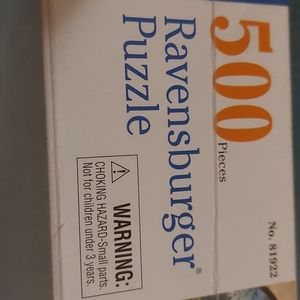 500
Pieces
No. 81922
Ravensburger®
Puzzle
WARNING:
CHOKING HAZARD-Small parts.
Not for children under 3 years.